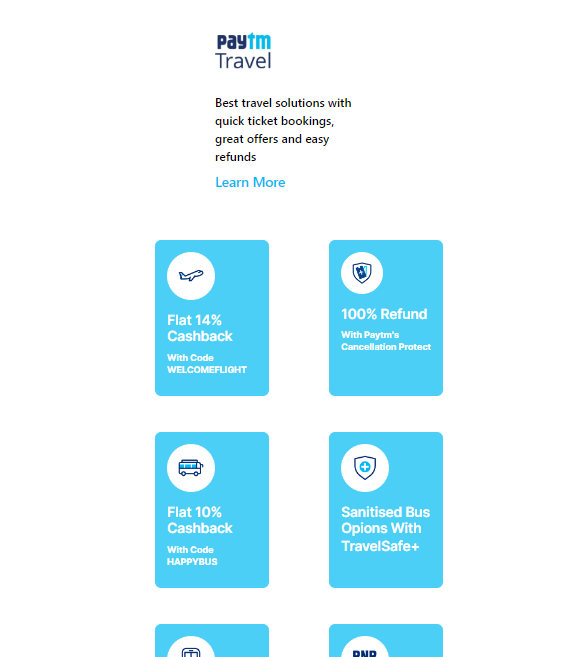 paytm
Travel
Best travel solutions with
quick ticket bookings,
great offers and easy
refunds
Learn More
Flat 14%
Cashback
With Code
WELCOMEFLIGHT
100% Refund
With Paytm's
Cancellation Protect
Flat 10%
Cashback
With Code
HAPPYBUS
Sanitised Bus
Opions With
TravelSafe+
PNR